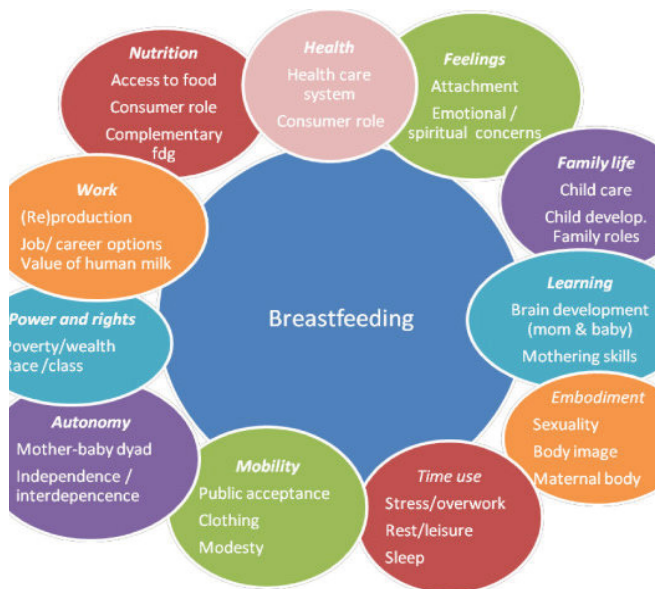 Health
Health care
system
Consumer role
Feelings
Attachment
Emotional /
spiritual concerns
Family life
Child care
Child develop.
Family roles
Learning
Brain development
(mom & baby)
Mothering skills
Embodiment
Sexuality
Body image
Maternal body
Time use
Stress/overwork
Rest/leisure
Sleep
Mobility
Public acceptance
Clothing
Modesty
Autonomy
Mother-baby dyad
Independence /
interdepencence
Power and rights
Poverty/wealth
Race /class
Work
(Re)production
Job/ career options
Value of human milk
Nutrition
Access to food
Consumer role
Complementary
fdg
Breastfeeding